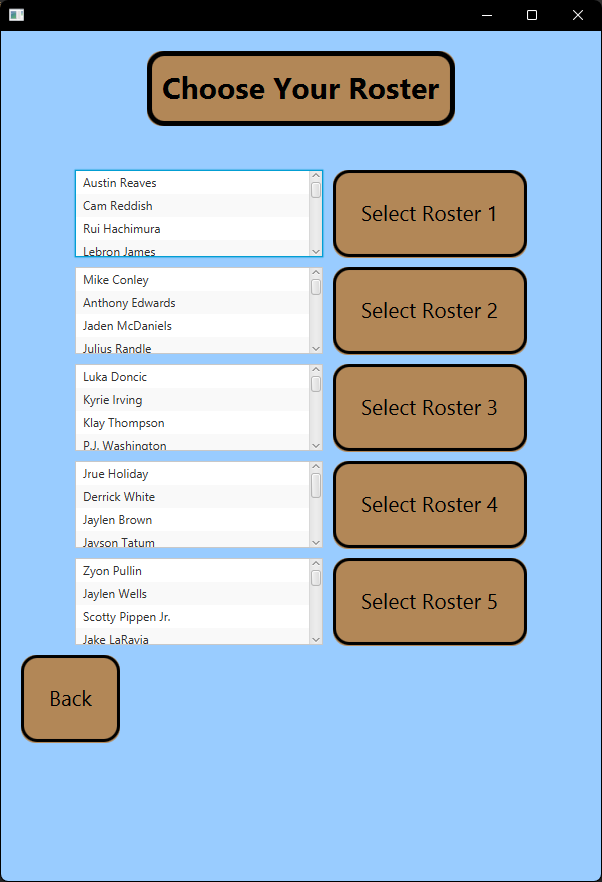 Choose Your Roster
Austin Reaves
Cam Reddish
Rui Hachimura
Lebron James
Select Roster 1
Mike Conley
Anthony Edwards
Jaden McDaniels
Julius Randle
Select Roster 2
Luka Doncic
Kyrie Irving
Klay Thompson
P.J. Washington
Select Roster 3
Jrue Holiday
Derrick White
Jaylen Brown
Jayson Tatum
Select Roster 4
Zyon Pullin
Jaylen Wells
Scotty Pippen Jr.
Jake LaRavia
Select Roster 5
Back